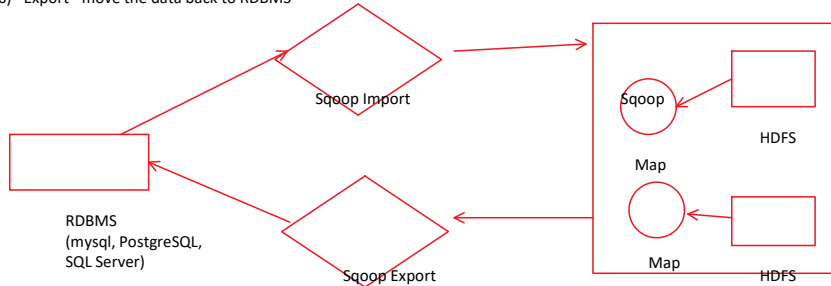 Export - move the data back to RDBMS
Sqoop Import
Sqoop
HDFS
Map
RDBMS
(mysql, PostgreSQL,
SQL Server)
Sqoop Export
Map
HDFS